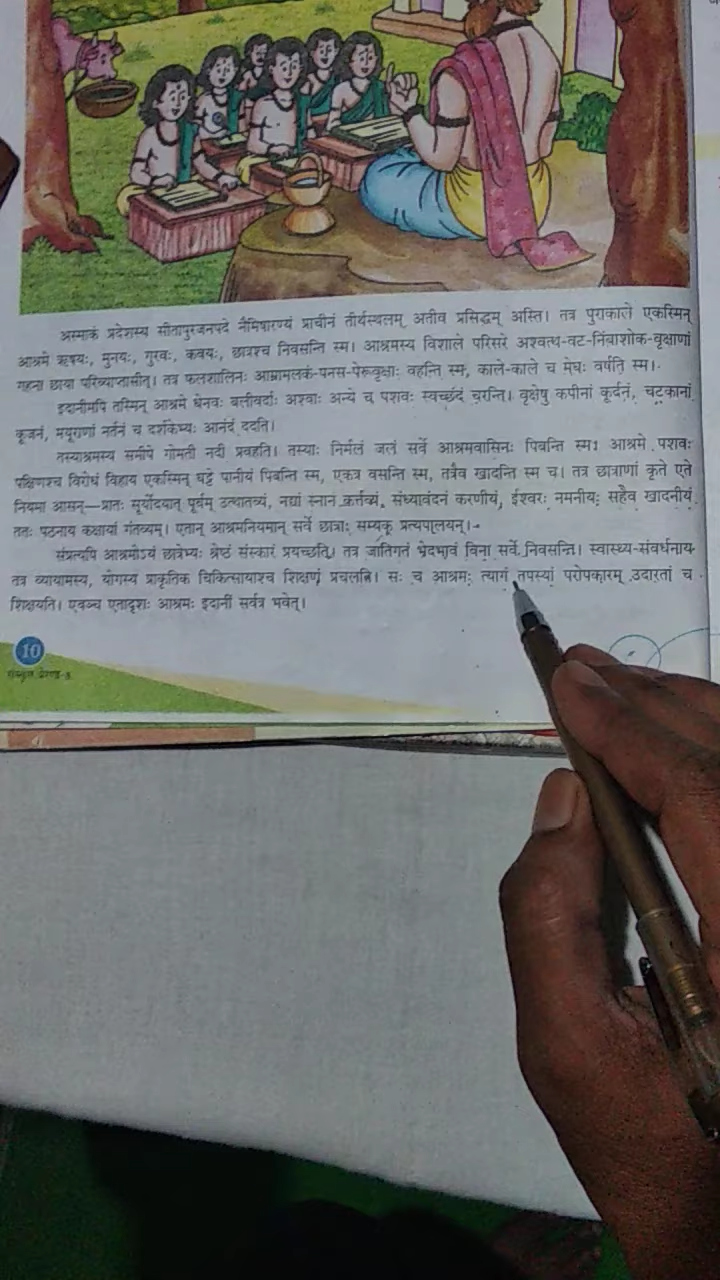 अस्माकं प्रदेशस्य सीतापुरजनपदे नैमिषारण्यं प्राचीनं तीर्थस्थलम् अतीव प्रसिद्धम् अस्ति। तत्र पुराकाले एकस्मिन्
आश्रमे ऋषयः, मुनयः, गुरवः, कवयः, छात्रश्च निवसन्ति स्म। आश्रमस्य विशाले परिसरे अश्वत्थ-वट-निंबाशोक-वृक्षाणां
गहना छाया परिव्याप्तासीत्। तत्र फलशालिनः आम्रामलकं-पनस-पेरूवृक्षाः वहन्ति स्म, काले-काले च मेघः वर्षति स्म।
इदानीमपि तस्मिन् आश्रमे धेनवः बलीवर्दाः अश्वाः अन्ये च पशवः स्वच्छंदं चरन्ति। वृक्षेषु कपीनां कूर्दनं, चटकानां
कूजनं, मयूराणां नर्तनं च दर्शकेभ्यः आनंदं ददति।
तस्याश्रमस्य समीपे गोमती नदी प्रवहति। तस्याः निर्मलं जलं सर्वे आश्रमवासिनः पिबन्ति स्म। आश्रमे पशवः
पक्षिणश्च विरोधं विहाय एकस्मिन् घट्टे पानीयं पिबन्ति स्म, एकत्र वसन्ति स्म, तत्रैव खादन्ति स्म च। तत्र छात्राणां कृते एते
नियमा आसन्—प्रातः सूर्योदयात् पूर्वम् उत्थातव्यं, नद्यां स्नानं कर्त्तव्यं, संध्यावंदनं करणीयं, ईश्वरः नमनीयः सहैव खादनीयं
ततः पठनाय कक्षायां गंतव्यम्। एतान् आश्रमनियमान् सर्वे छात्राः सम्यक् प्रत्यपालयन्।
संप्रत्यपि आश्रमोऽयं छात्रेभ्यः श्रेष्ठं संस्कारं प्रयच्छति। तत्र जातिगतं भेदभावं विना सर्वे निवसन्ति। स्वास्थ्य-संवर्धनाय
तत्र व्यायामस्य, योगस्य प्राकृतिक चिकित्सायाश्च शिक्षणं प्रचलति। सः च आश्रमः त्यागं तपस्यां परोपकारम् उदारतां च
शिक्षयति। एवञ्च एतादृशः आश्रमः इदानीं सर्वत्र भवेत्।
10